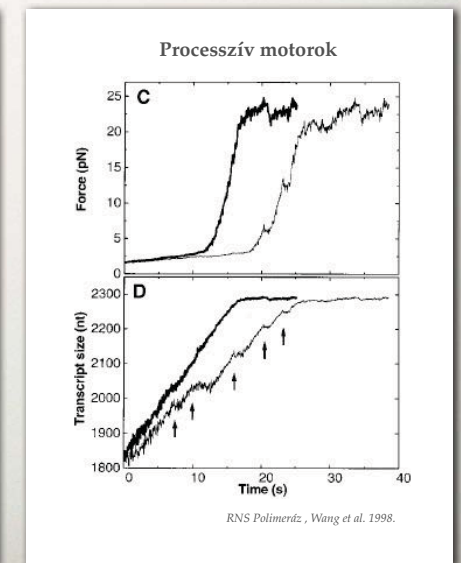 Processzív motorok
C
25
20
15
10
5
0
Force (pN)
D
2300
2200
2100
2000
1900
1800
Transcript size (nt)
0 10 20 30 40
Time (s)
RNS Polimeráz , Wang et al. 1998.